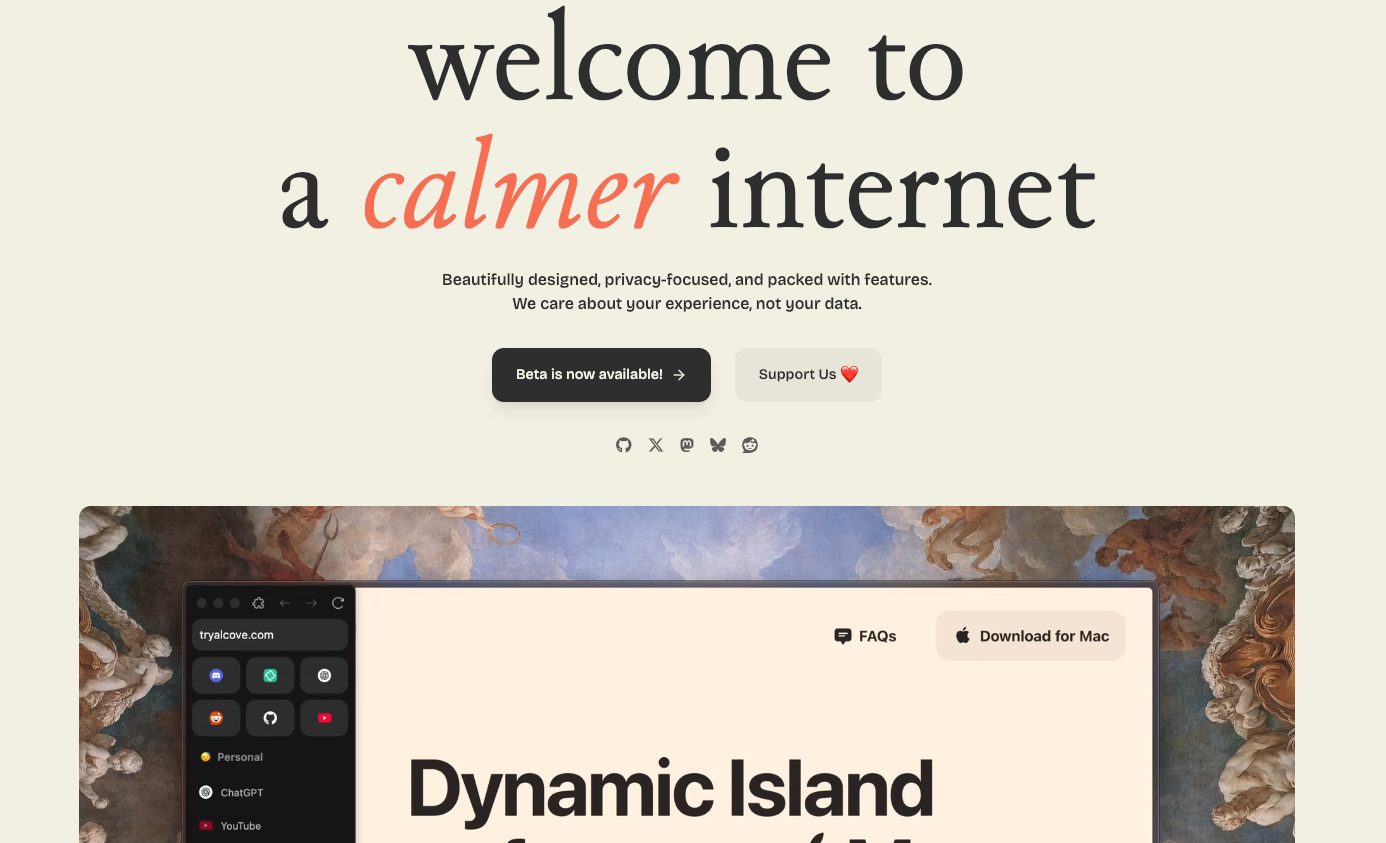 welcome to
a calmer internet
Beautifully designed, privacy-focused, and packed with features.
We care about your experience, not your data.
Beta is now available!
Support Us ❤️
tryalcove.com
FAQs
Download for Mac
Personal
ChatGPT
YouTube
Dynamic Island